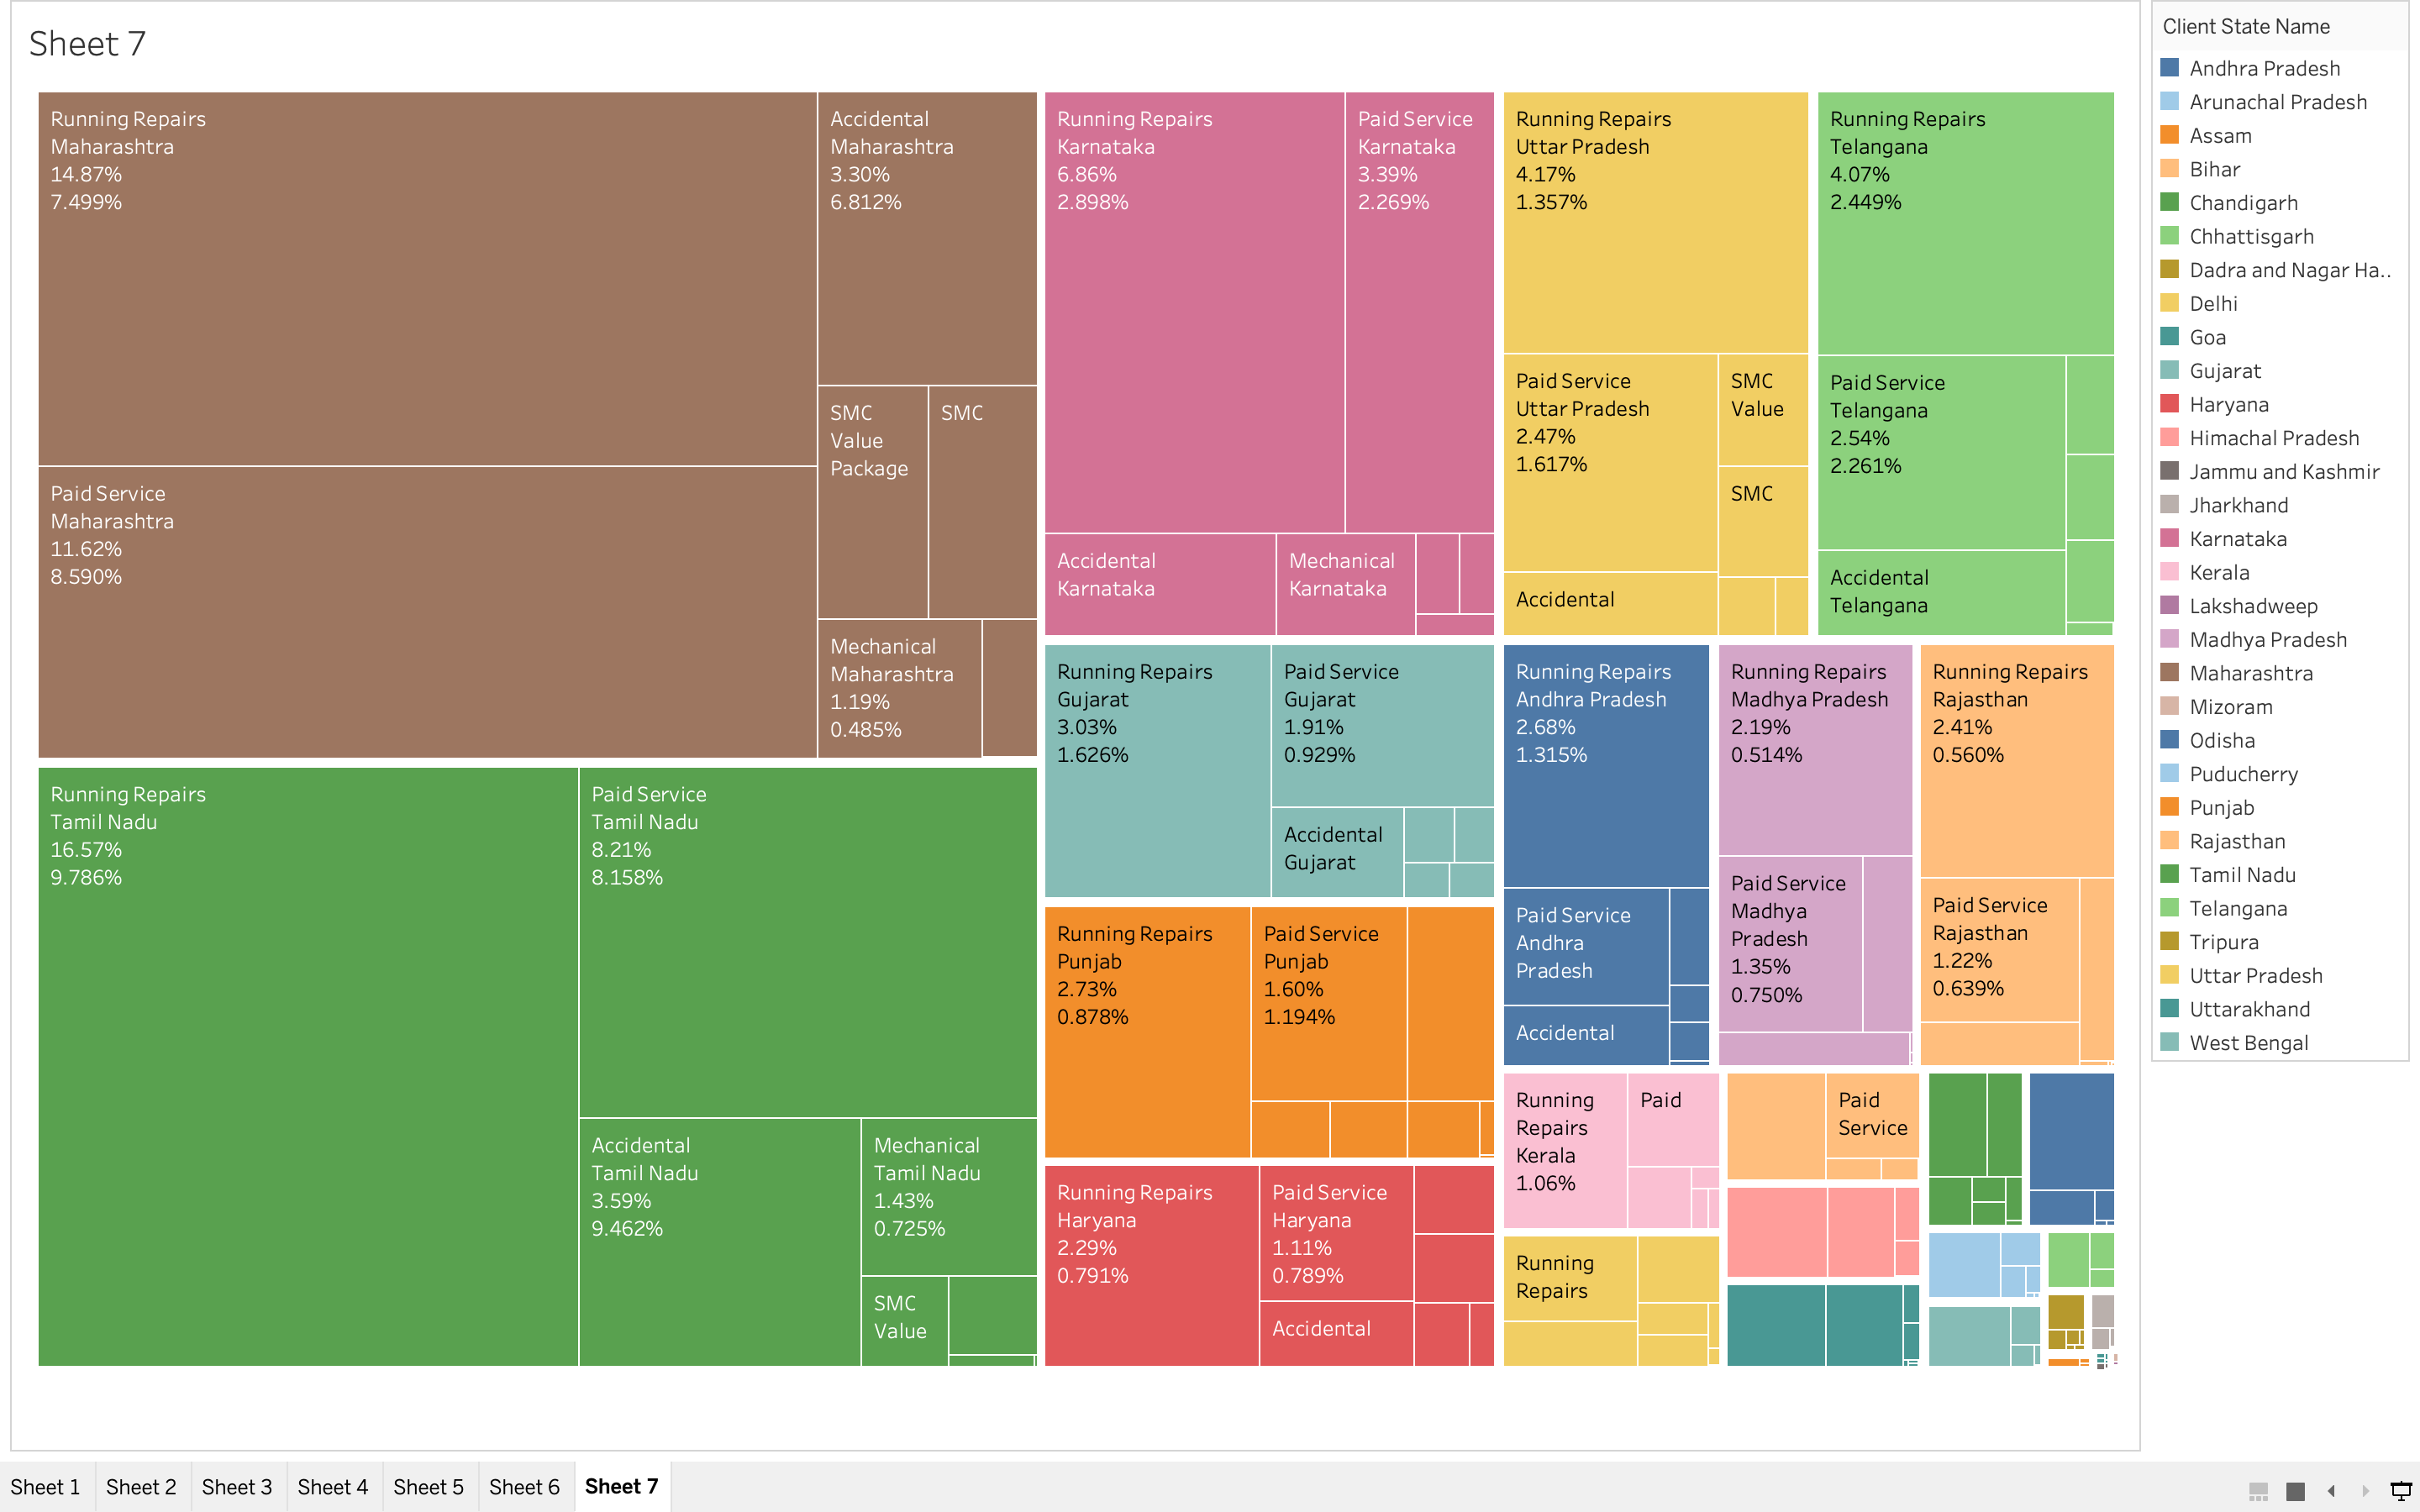 Sheet 7
Running Repairs
Maharashtra
14.87%
7.499%
Accidental
Maharashtra
3.30%
6.812%
SMC
Value
Package
SMC
Paid Service
Maharashtra
11.62%
8.590%
Mechanical
Maharashtra
1.19%
0.485%
Running Repairs
Tamil Nadu
16.57%
9.786%
Paid Service
Tamil Nadu
8.21%
8.158%
Accidental
Tamil Nadu
3.59%
9.462%
Mechanical
Tamil Nadu
1.43%
0.725%
SMC
Value
Running Repairs
Karnataka
6.86%
2.898%
Paid Service
Karnataka
3.39%
2.269%
Accidental
Karnataka
Mechanical
Karnataka
Running Repairs
Uttar Pradesh
4.17%
1.357%
Paid Service
Uttar Pradesh
2.47%
1.617%
SMC
Value
SMC
Accidental
Running Repairs
Telangana
4.07%
2.449%
Paid Service
Telangana
2.54%
2.261%
Accidental
Telangana
Running Repairs
Gujarat
3.03%
1.626%
Paid Service
Gujarat
1.91%
0.929%
Accidental
Gujarat
Running Repairs
Punjab
2.73%
0.878%
Paid Service
Punjab
1.60%
1.194%
Running Repairs
Haryana
2.29%
0.791%
Paid Service
Haryana
1.11%
0.789%
Accidental
Running Repairs
Andhra Pradesh
2.68%
1.315%
Paid Service
Andhra
Pradesh
Accidental
Running Repairs
Madhya Pradesh
2.19%
0.514%
Paid Service
Madhya
Pradesh
1.35%
0.750%
Running Repairs
Rajasthan
2.41%
0.560%
Paid Service
Rajasthan
1.22%
0.639%
Running
Repairs
Kerala
1.06%
Paid
Paid
Service
Running
Repairs
Client State Name
Andhra Pradesh
Arunachal Pradesh
Assam
Bihar
Chandigarh
Chhattisgarh
Dadra and Nagar Ha..
Delhi
Goa
Gujarat
Haryana
Himachal Pradesh
Jammu and Kashmir
Jharkhand
Karnataka
Kerala
Lakshadweep
Madhya Pradesh
Maharashtra
Mizoram
Odisha
Puducherry
Punjab
Rajasthan
Tamil Nadu
Telangana
Tripura
Uttar Pradesh
Uttarakhand
West Bengal
Sheet 1
Sheet 2
Sheet 3
Sheet 4
Sheet 5
Sheet 6
Sheet 7